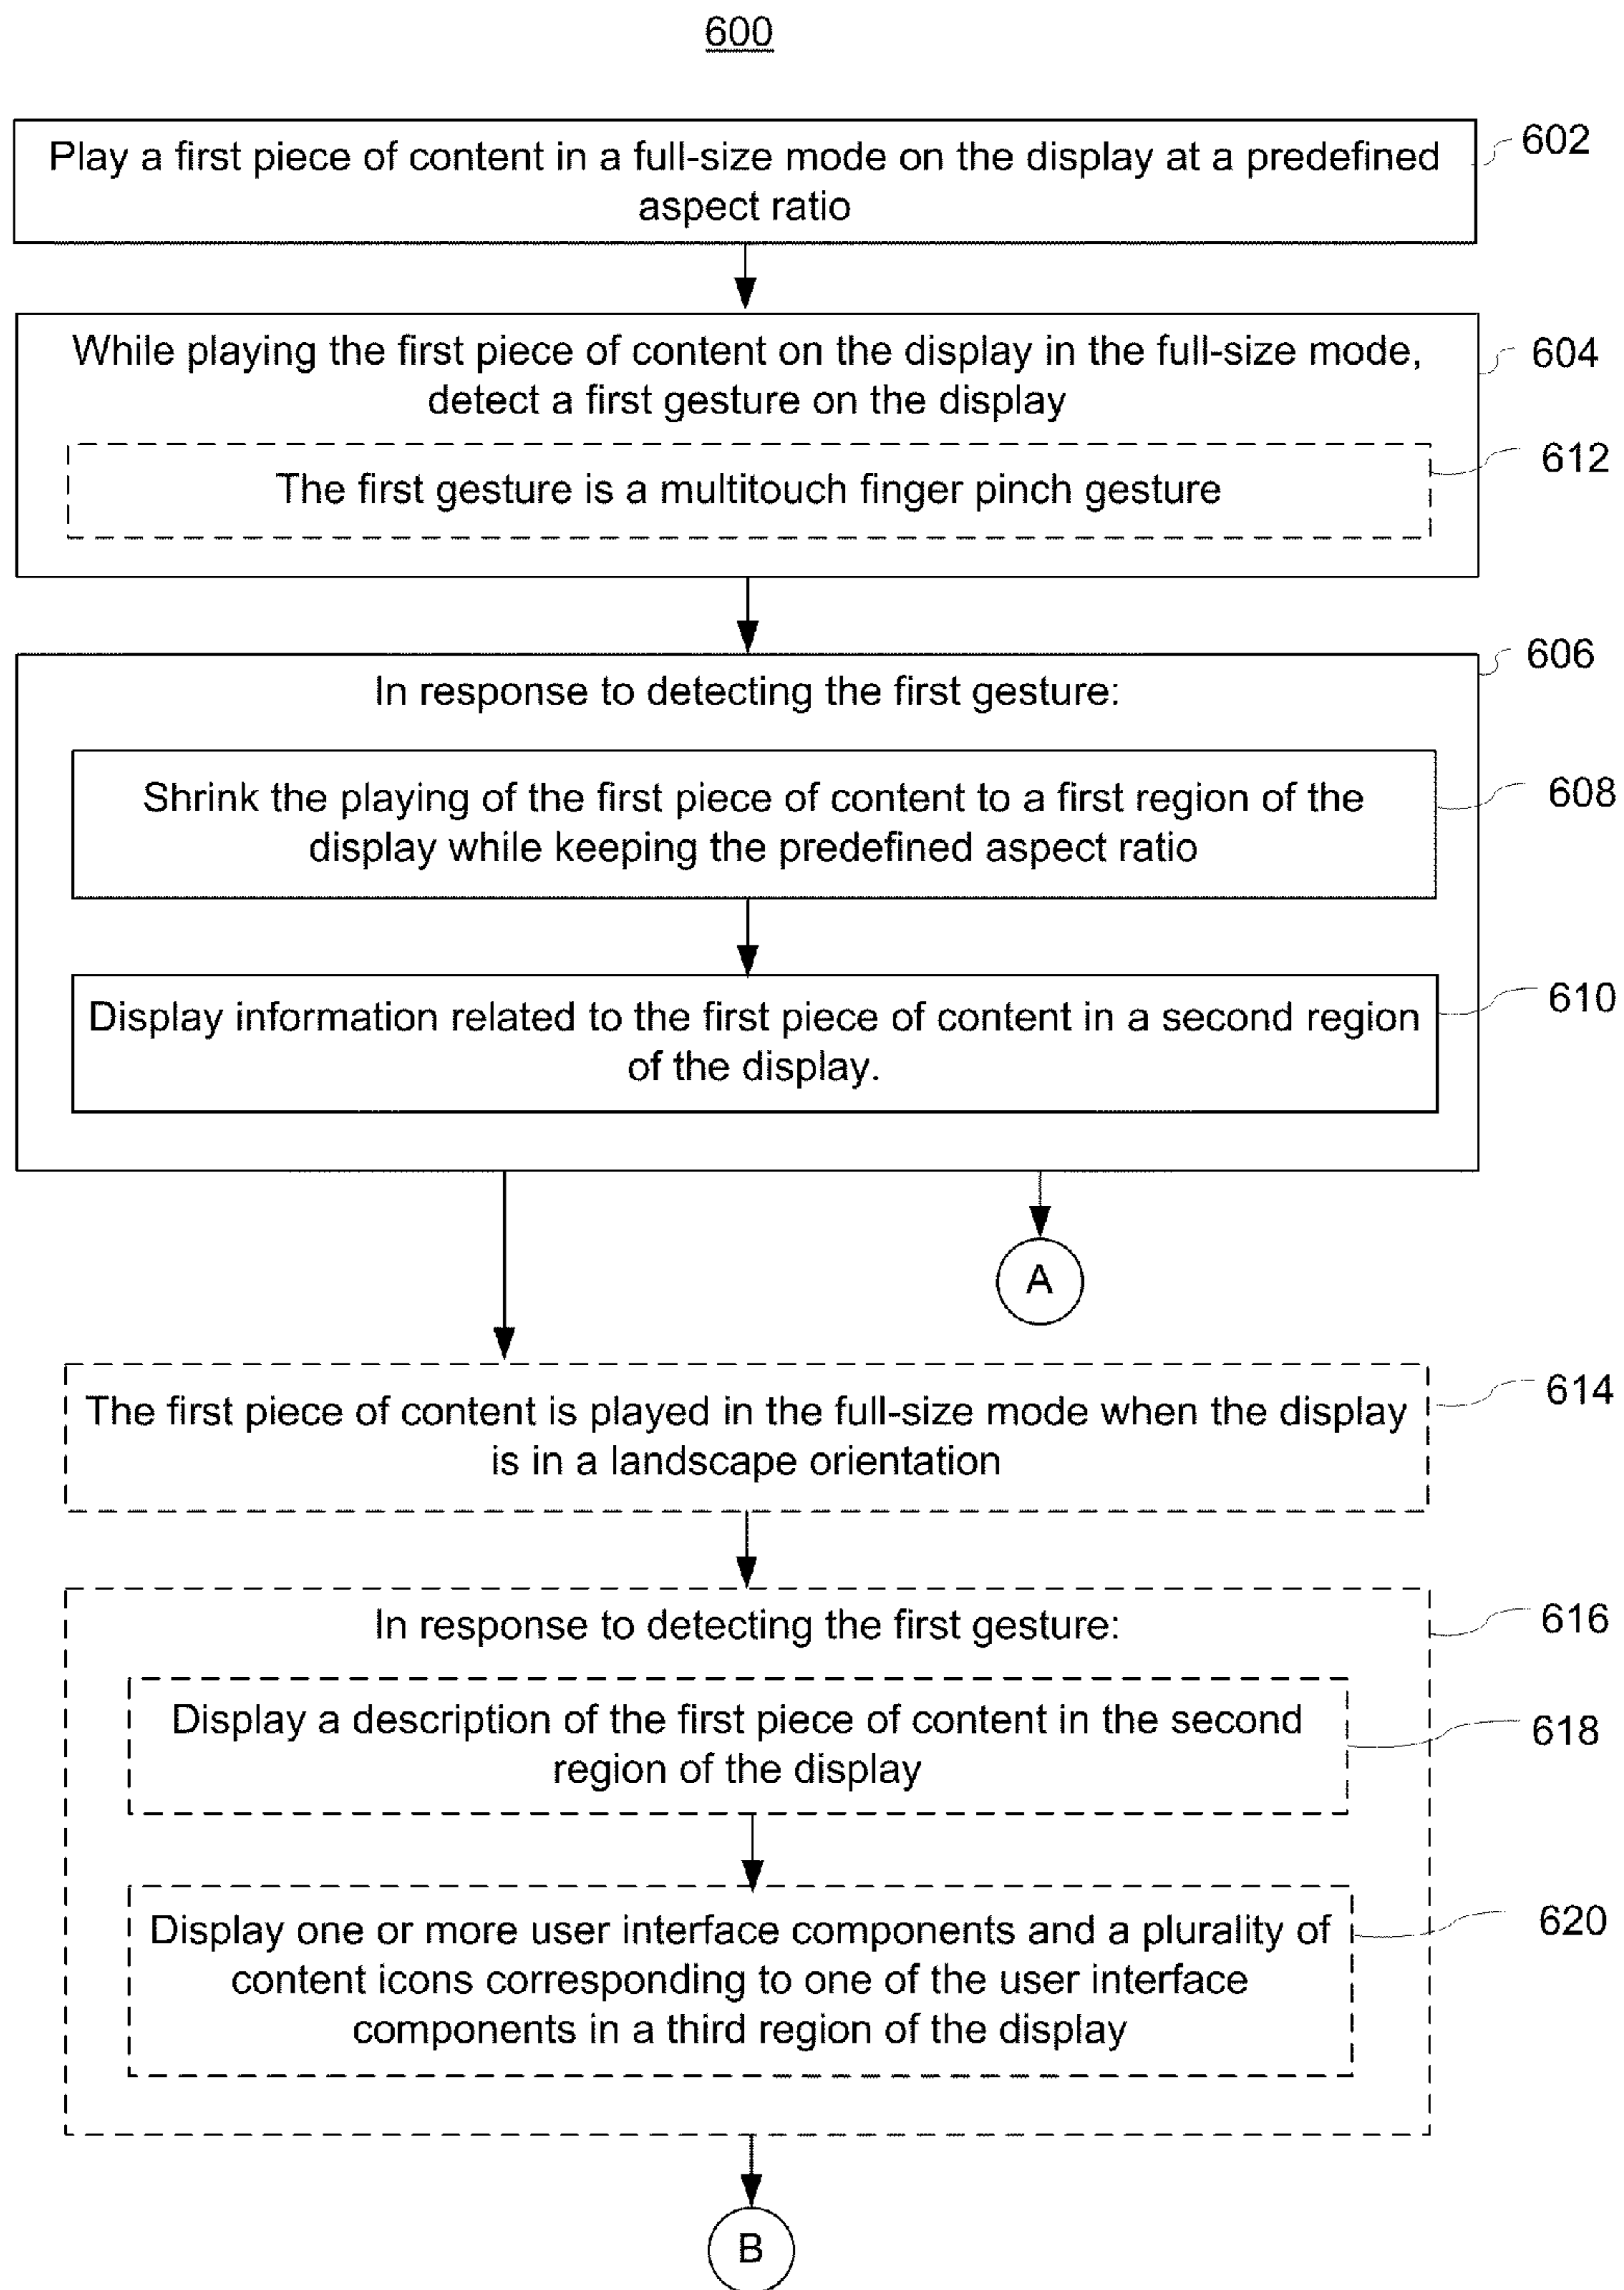 600
Play a first piece of content in a full-size mode on the display at a predefined
aspect ratio
602
While playing the first piece of content on the display in the full-size mode,
detect a first gesture on the display
604
The first gesture is a multitouch finger pinch gesture
612
In response to detecting the first gesture:
606
Shrink the playing of the first piece of content to a first region of the
display while keeping the predefined aspect ratio
608
Display information related to the first piece of content in a second region
of the display.
610
A
The first piece of content is played in the full-size mode when the display
is in a landscape orientation
614
In response to detecting the first gesture:
616
Display a description of the first piece of content in the second
region of the display
618
Display one or more user interface components and a plurality of
content icons corresponding to one of the user interface
components in a third region of the display
620
B